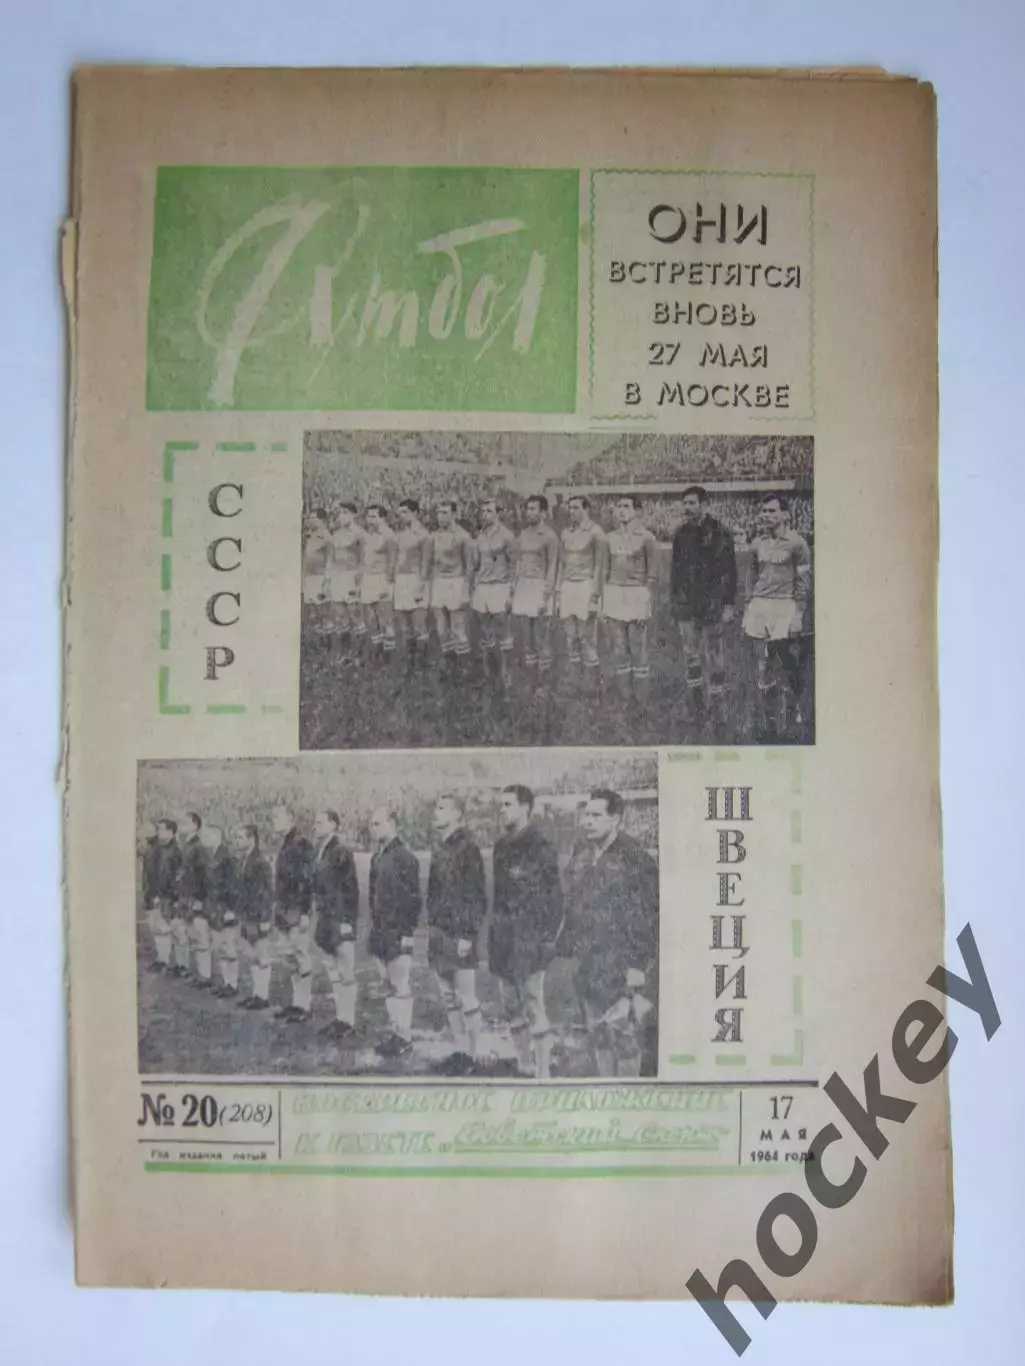 Футбол
ОНИ
ВСТРЕТЯТСЯ
ВНОВЬ
27 МАЯ
В МОСКВЕ
СССР
ШВЕЦИЯ
№ 20 (208)
Год издания пятый
ВОСКРЕСНОЕ ПРИЛОЖЕНИЕ
К ГАЗЕТЕ „Советский спорт“
17
МАЯ
1964 года
hockey